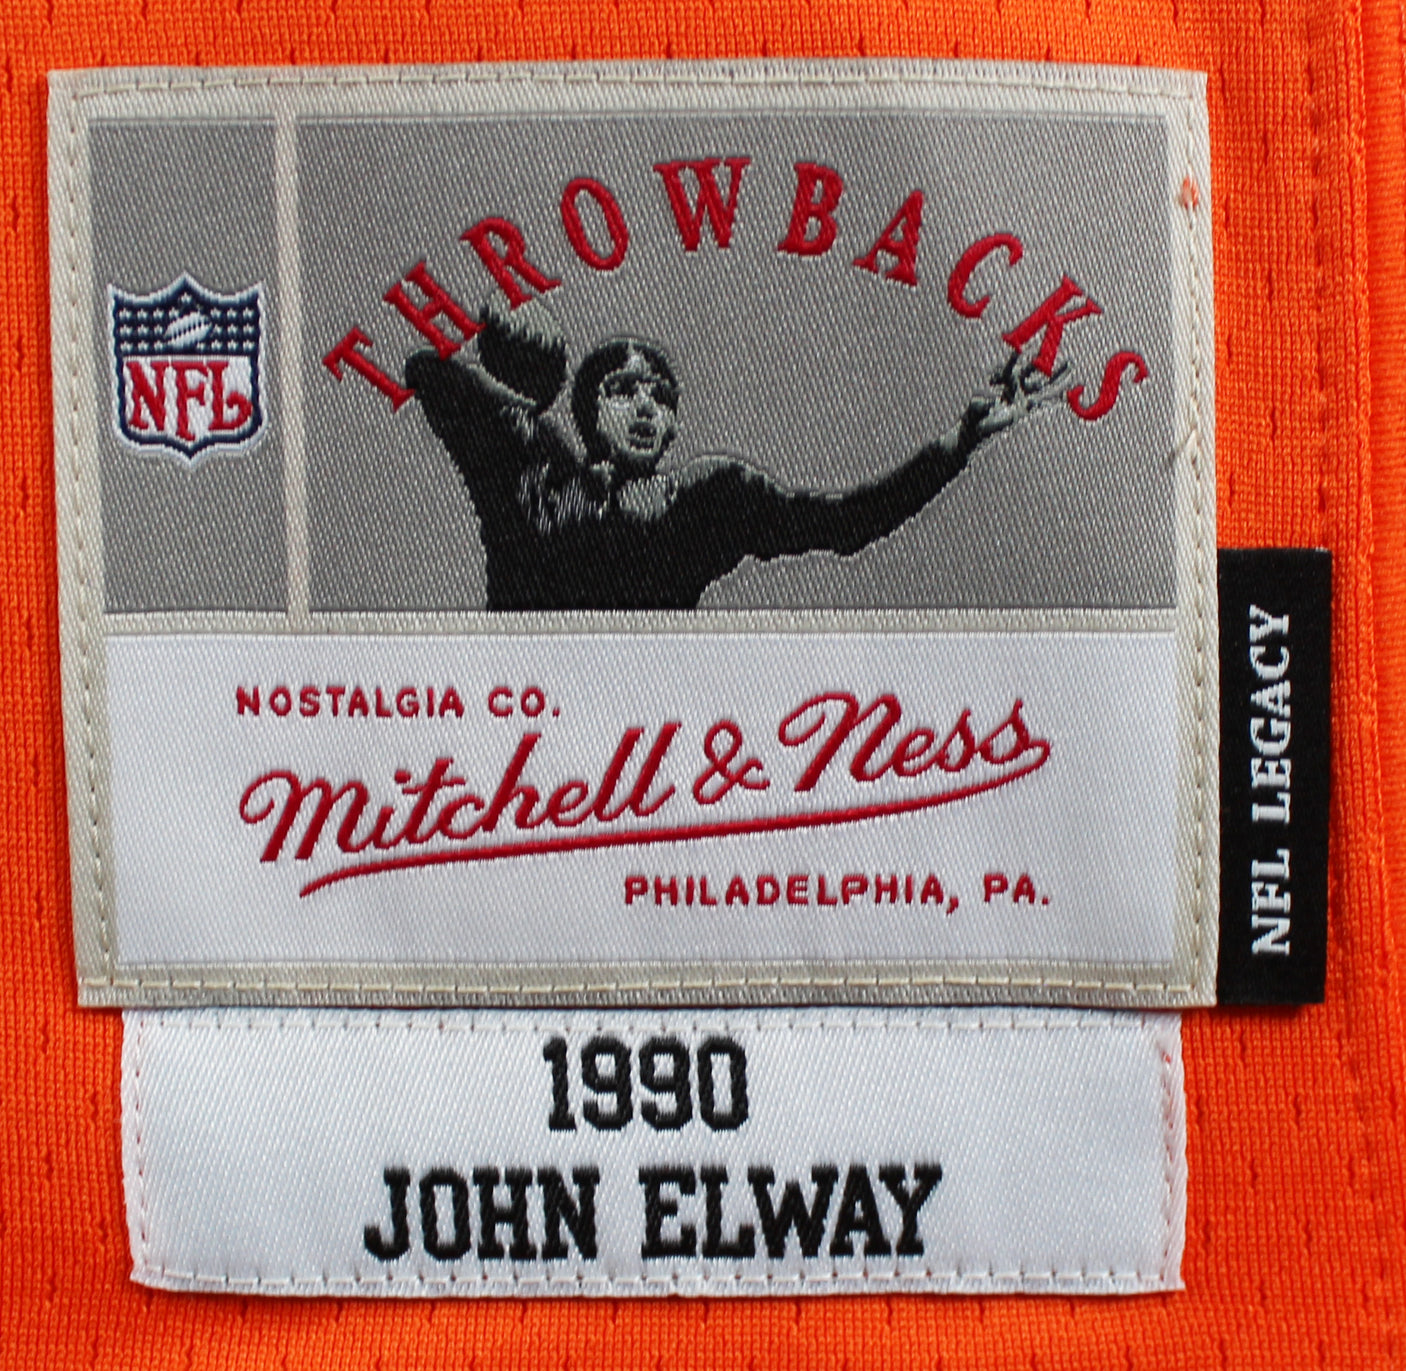 THROWBACKS
NFL
NOSTALGIA CO.
Mitchell & Ness
PHILADELPHIA, PA.
NFL LEGACY
1990
JOHN ELWAY